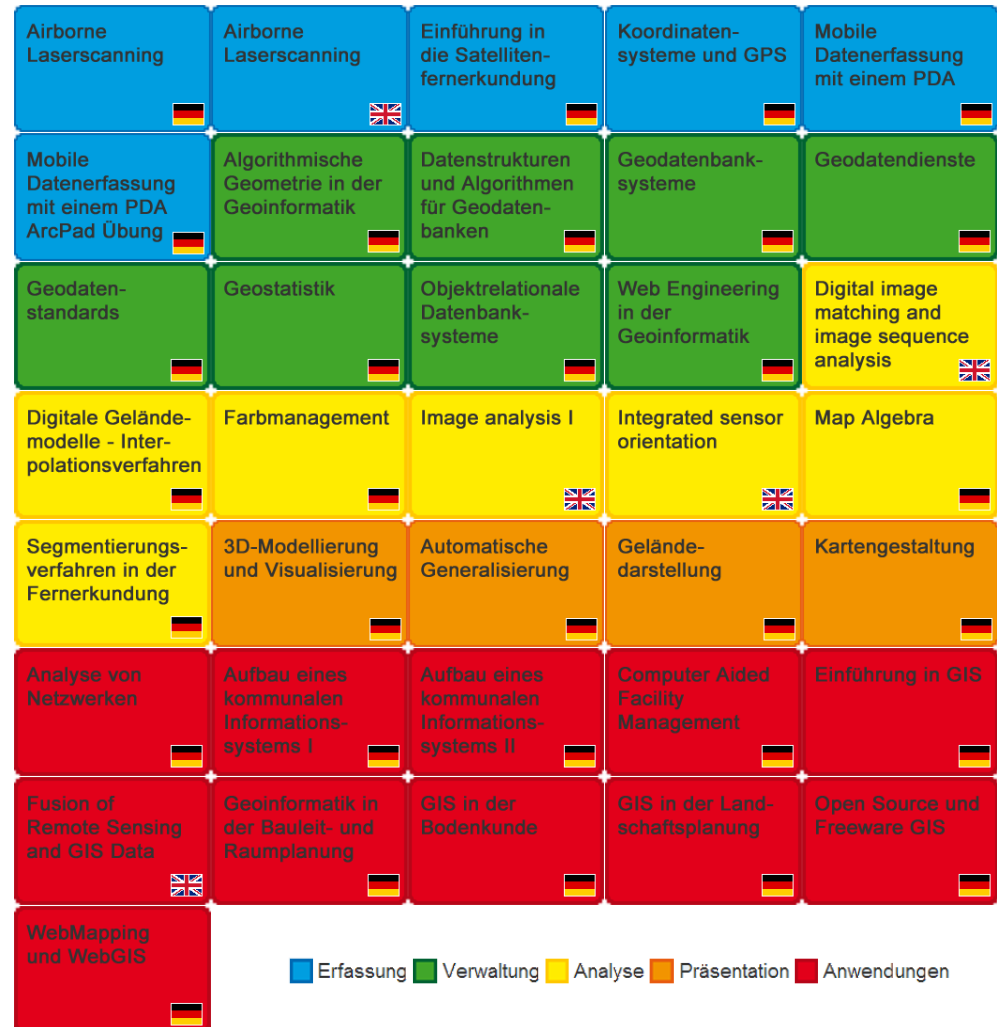 Airborne
Laserscanning
Airborne
Laserscanning
Einführung in
die Satelliten-
fernerkundung
Koordinaten-
systeme und GPS
Mobile
Datenerfassung
mit einem PDA
Mobile
Datenerfassung
mit einem PDA
ArcPad Übung
Algorithmische
Geometrie in der
Geoinformatik
Datenstrukturen
und Algorithmen
für Geodaten-
banken
Geodatenbank-
systeme
Geodatendienste
Geodaten-
standards
Geostatistik
Objektrelationale
Datenbank-
systeme
Web Engineering
in der
Geoinformatik
Digital image
matching and
image sequence
analysis
Digitale Gelände-
modelle - Inter-
polationsverfahren
Farbmanagement
Image analysis I
Integrated sensor
orientation
Map Algebra
Segmentierungs-
verfahren in der
Fernerkundung
3D-Modellierung
und Visualisierung
Automatische
Generalisierung
Gelände-
darstellung
Kartengestaltung
Analyse von
Netzwerken
Aufbau eines
kommunalen
Informations-
systems I
Aufbau eines
kommunalen
Informations-
systems II
Computer Aided
Facility
Management
Einführung in GIS
Fusion of
Remote Sensing
and GIS Data
Geoinformatik in
der Bauleit- und
Raumplanung
GIS in der
Bodenkunde
GIS in der Land-
schaftsplanung
Open Source und
Freeware GIS
WebMapping
und WebGIS
Erfassung Verwaltung Analyse Präsentation Anwendungen